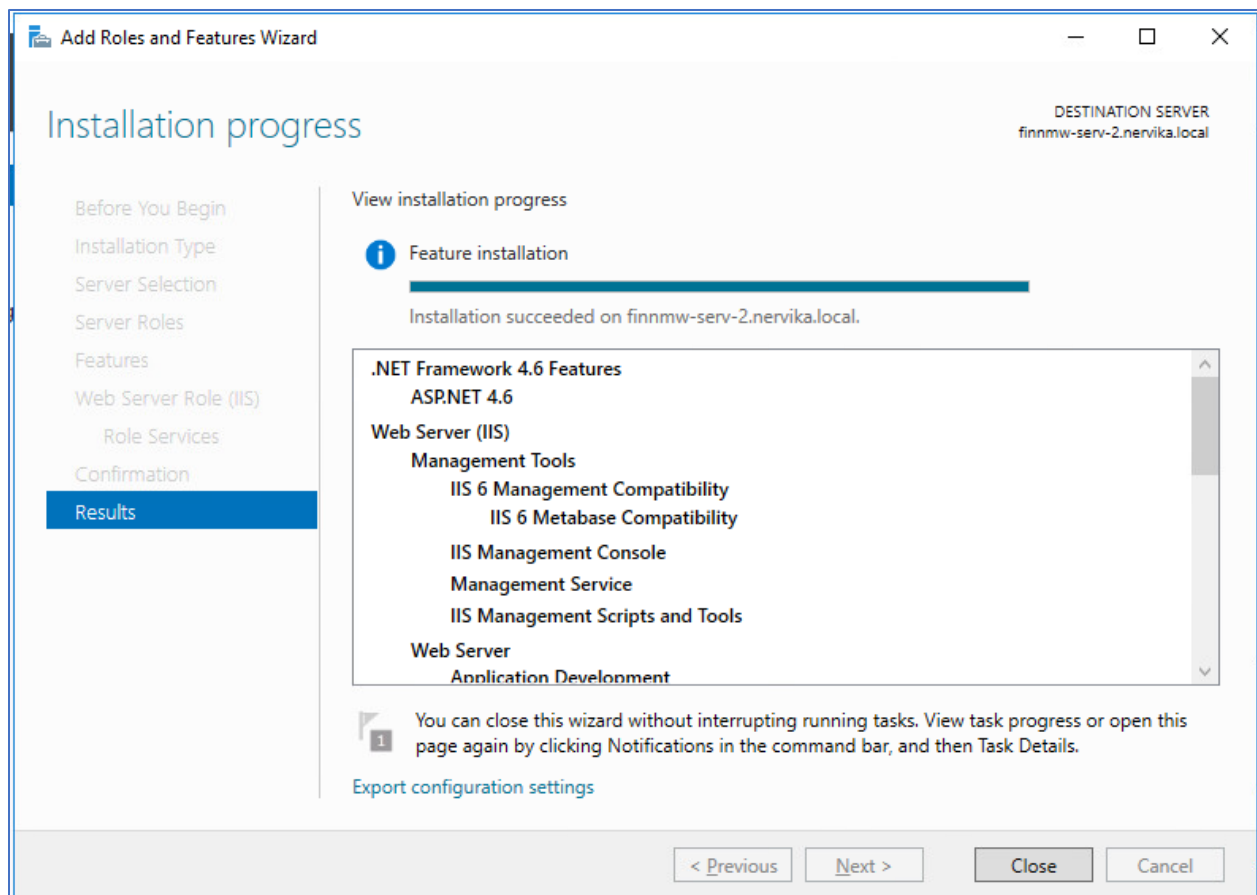 Add Roles and Features Wizard
Installation progress
DESTINATION SERVER
finnmw-serv-2.nervika.local
Before You Begin
Installation Type
Server Selection
Server Roles
Features
Web Server Role (IIS)
Role Services
Confirmation
Results
View installation progress
Feature installation
Installation succeeded on finnmw-serv-2.nervika.local.
.NET Framework 4.6 Features
ASP.NET 4.6
Web Server (IIS)
Management Tools
IIS 6 Management Compatibility
IIS 6 Metabase Compatibility
IIS Management Console
Management Service
IIS Management Scripts and Tools
Web Server
Application Development
1
You can close this wizard without interrupting running tasks. View task progress or open this
page again by clicking Notifications in the command bar, and then Task Details.
Export configuration settings
< Previous
Next >
Close
Cancel